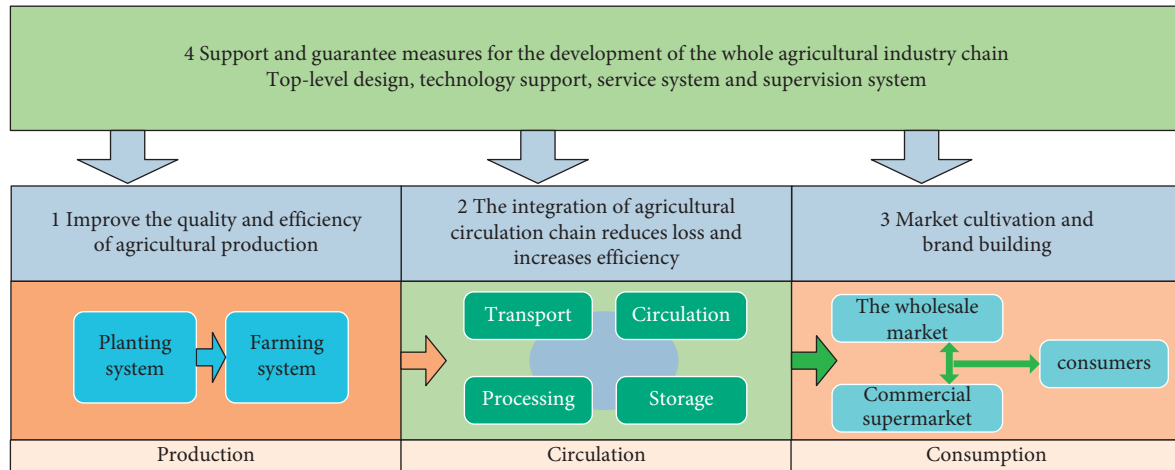 4 Support and guarantee measures for the development of the whole agricultural industry chain
Top-level design, technology support, service system and supervision system
1 Improve the quality and efficiency
of agricultural production
2 The integration of agricultural
circulation chain reduces loss and
increases efficiency
3 Market cultivation and
brand building
Planting
system
Farming
system
Transport
Circulation
Processing
Storage
The wholesale
market
consumers
Commercial
supermarket
Production
Circulation
Consumption